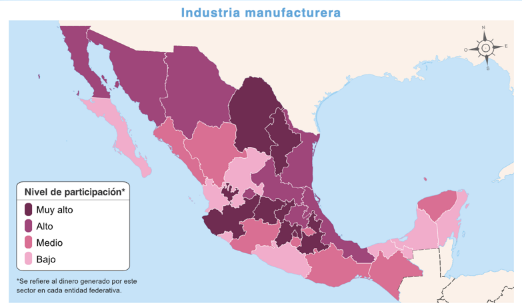 Industria manufacturera
N
O E
S
Nivel de participación*
Muy alto
Alto
Medio
Bajo
*Se refiere al dinero generado por este
sector en cada entidad federativa.